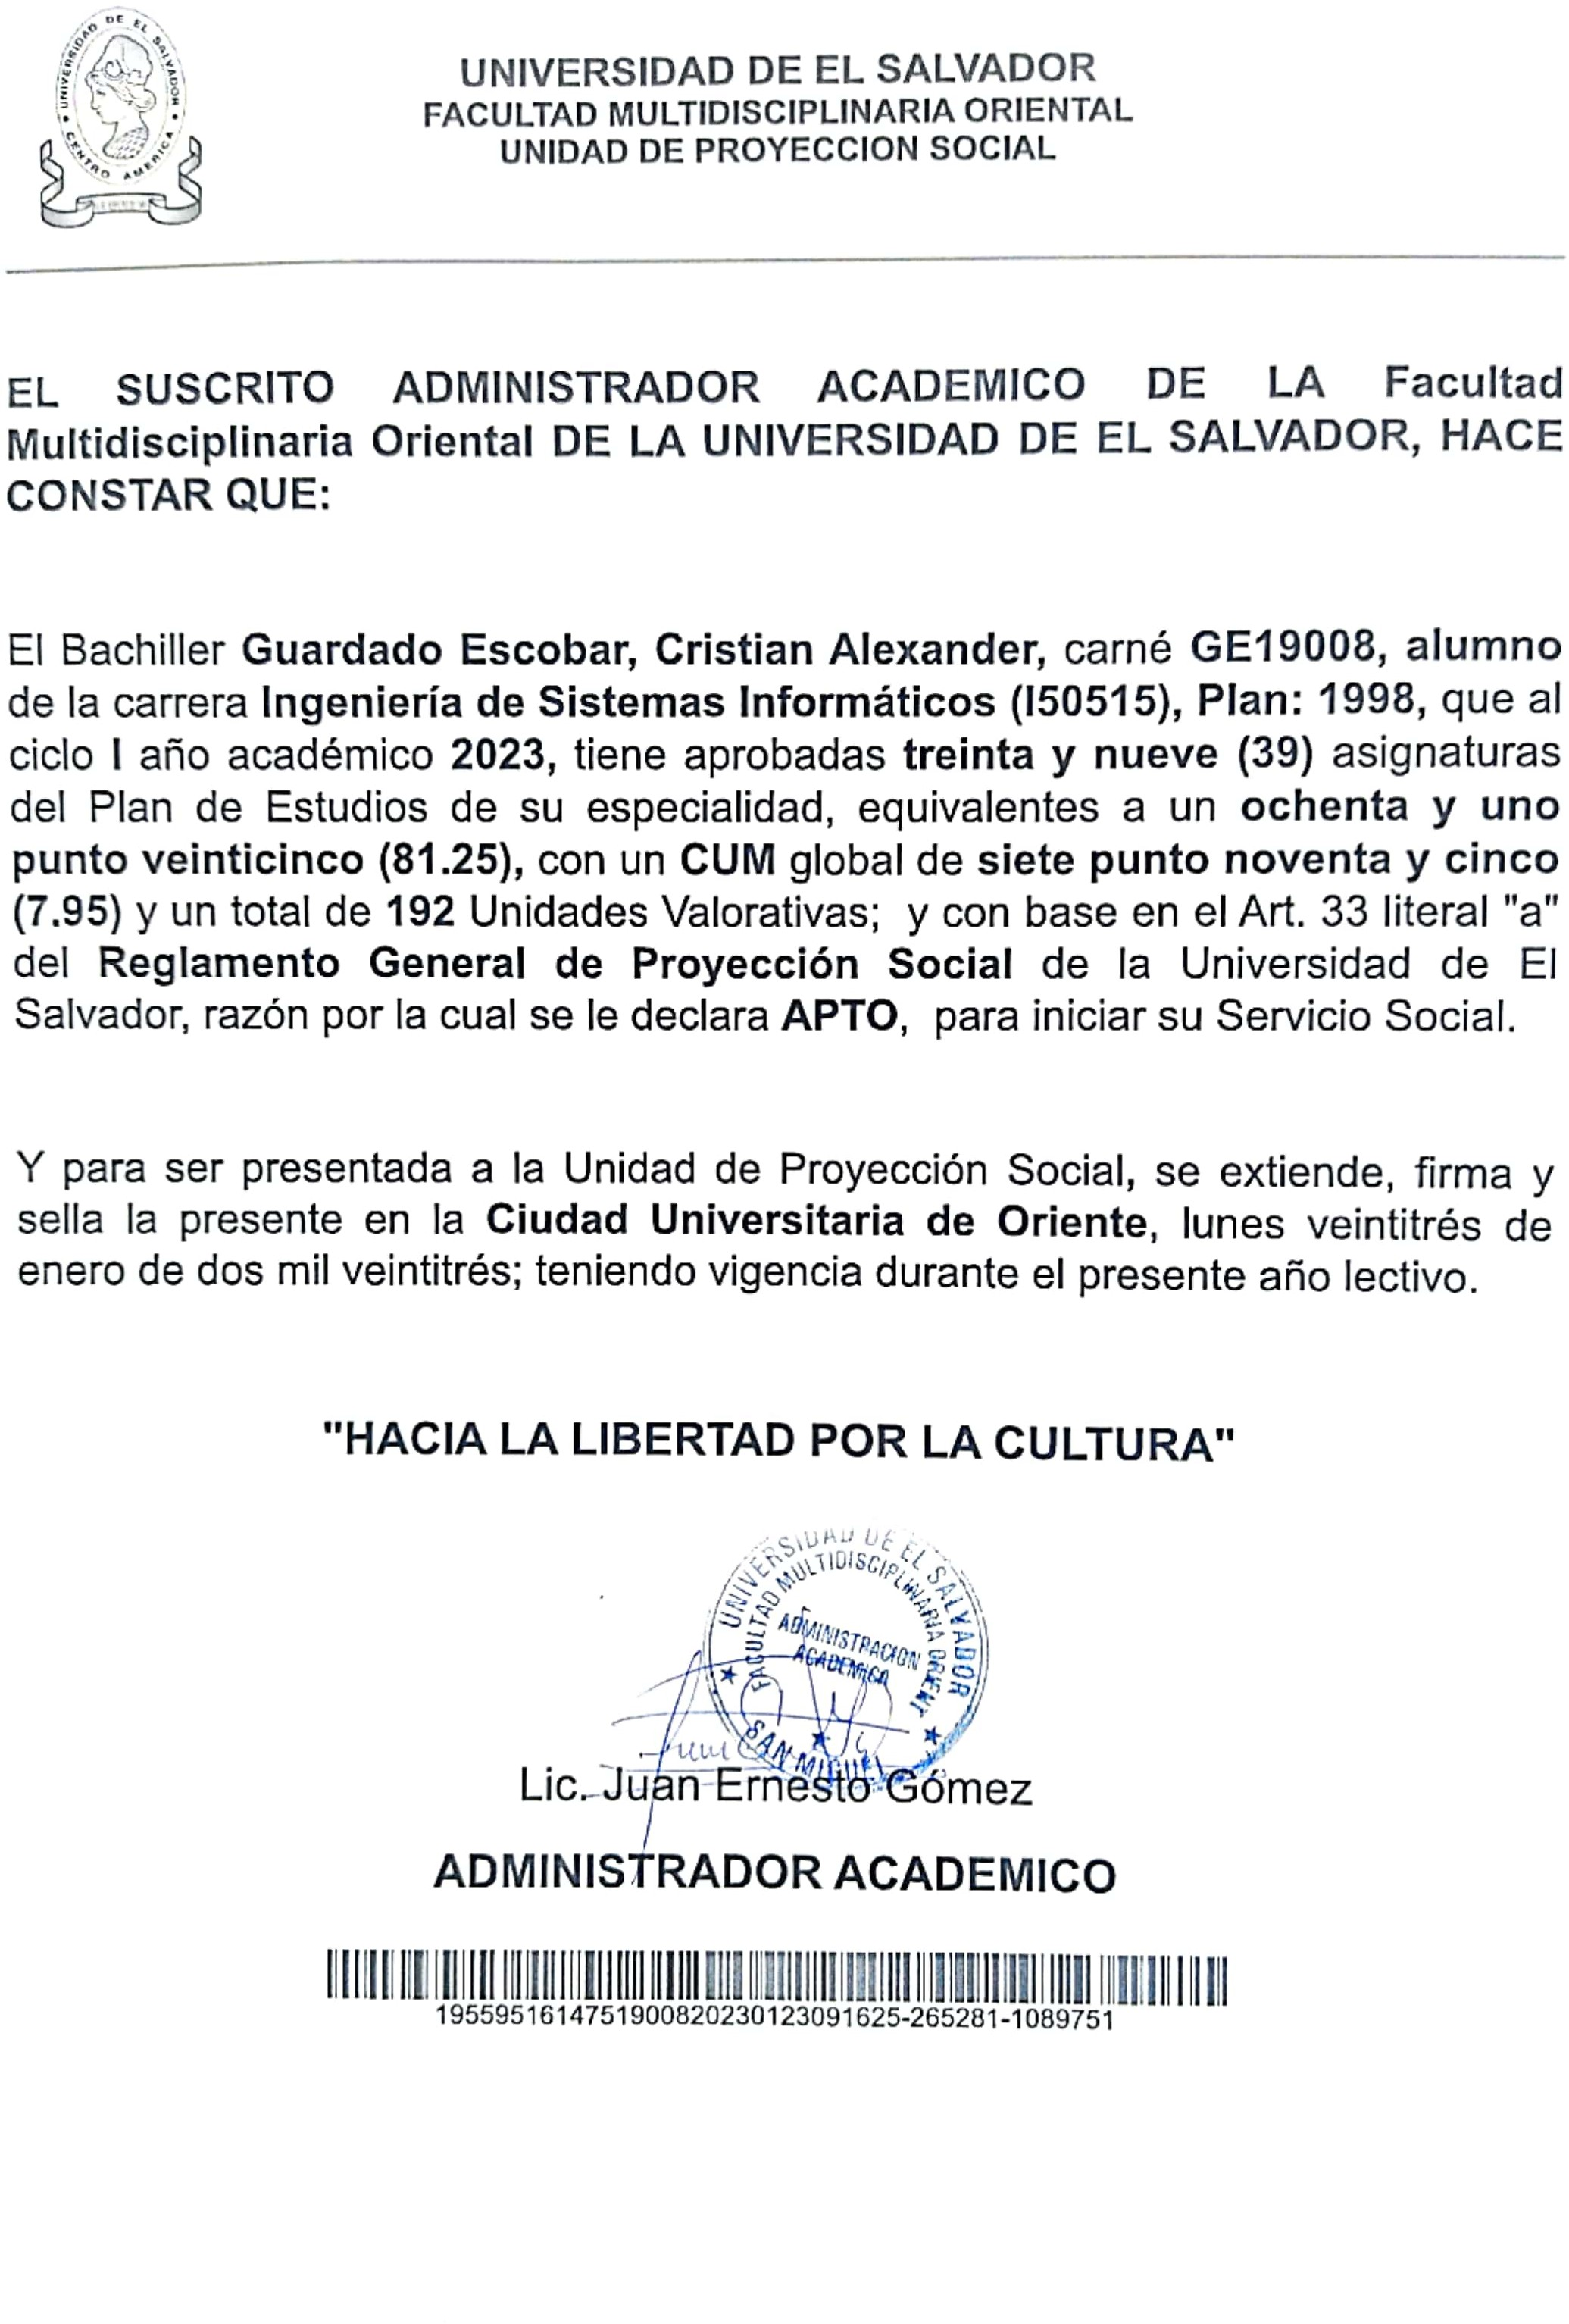 UNIVERSIDAD DE EL SALVADOR
CENTRO AMERICA
UNIVERSIDAD DE EL SALVADOR
FACULTAD MULTIDISCIPLINARIA ORIENTAL
UNIDAD DE PROYECCION SOCIAL
EL SUSCRITO ADMINISTRADOR ACADEMICO DE LA Facultad
Multidisciplinaria Oriental DE LA UNIVERSIDAD DE EL SALVADOR, HACE
CONSTAR QUE:
El Bachiller Guardado Escobar, Cristian Alexander, carné GE19008, alumno
de la carrera Ingeniería de Sistemas Informáticos (I50515), Plan: 1998, que al
ciclo I año académico 2023, tiene aprobadas treinta y nueve (39) asignaturas
del Plan de Estudios de su especialidad, equivalentes a un ochenta y uno
punto veinticinco (81.25), con un CUM global de siete punto noventa y cinco
(7.95) y un total de 192 Unidades Valorativas; y con base en el Art. 33 literal "a"
del Reglamento General de Proyección Social de la Universidad de El
Salvador, razón por la cual se le declara APTO, para iniciar su Servicio Social.
Y para ser presentada a la Unidad de Proyección Social, se extiende, firma y
sella la presente en la Ciudad Universitaria de Oriente, lunes veintitrés de
enero de dos mil veintitrés; teniendo vigencia durante el presente año lectivo.
"HACIA LA LIBERTAD POR LA CULTURA"
UNIVERSIDAD DE EL SALVADOR
FACULTAD MULTIDISCIPLINARIA ORIENT
ADMINISTRACION
ACADEMICA
SAN MIGUEL
Lic. Juan Ernesto Gómez
ADMINISTRADOR ACADEMICO
1955951614751900820230123091625-265281-1089751